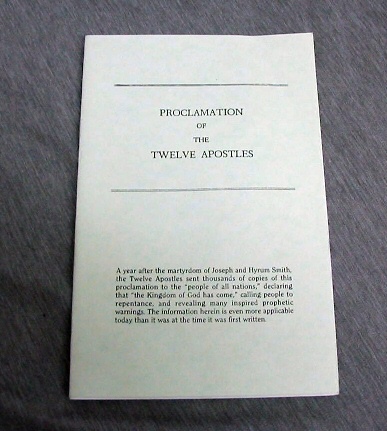 PROCLAMATION
OF
THE
TWELVE APOSTLES
A year after the martyrdom of Joseph and Hyrum Smith,
the Twelve Apostles sent thousands of copies of this
proclamation to the "people of all nations," declaring
that "the Kingdom of God has come," calling people to
repentance, and revealing many inspired prophetic
warnings. The information herein is even more applicable
today than it was at the time it was first written.